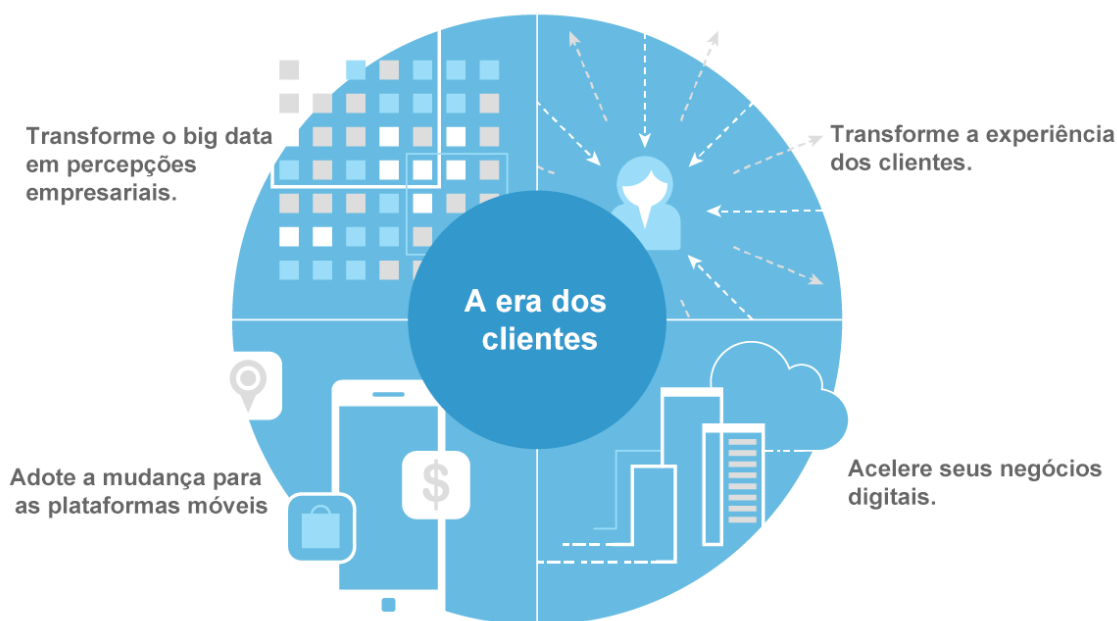 Transforme o big data
em percepções
empresariais.
Transforme a experiência
dos clientes.
A era dos
clientes
Adote a mudança para
as plataformas móveis
$
Acelere seus negócios
digitais.